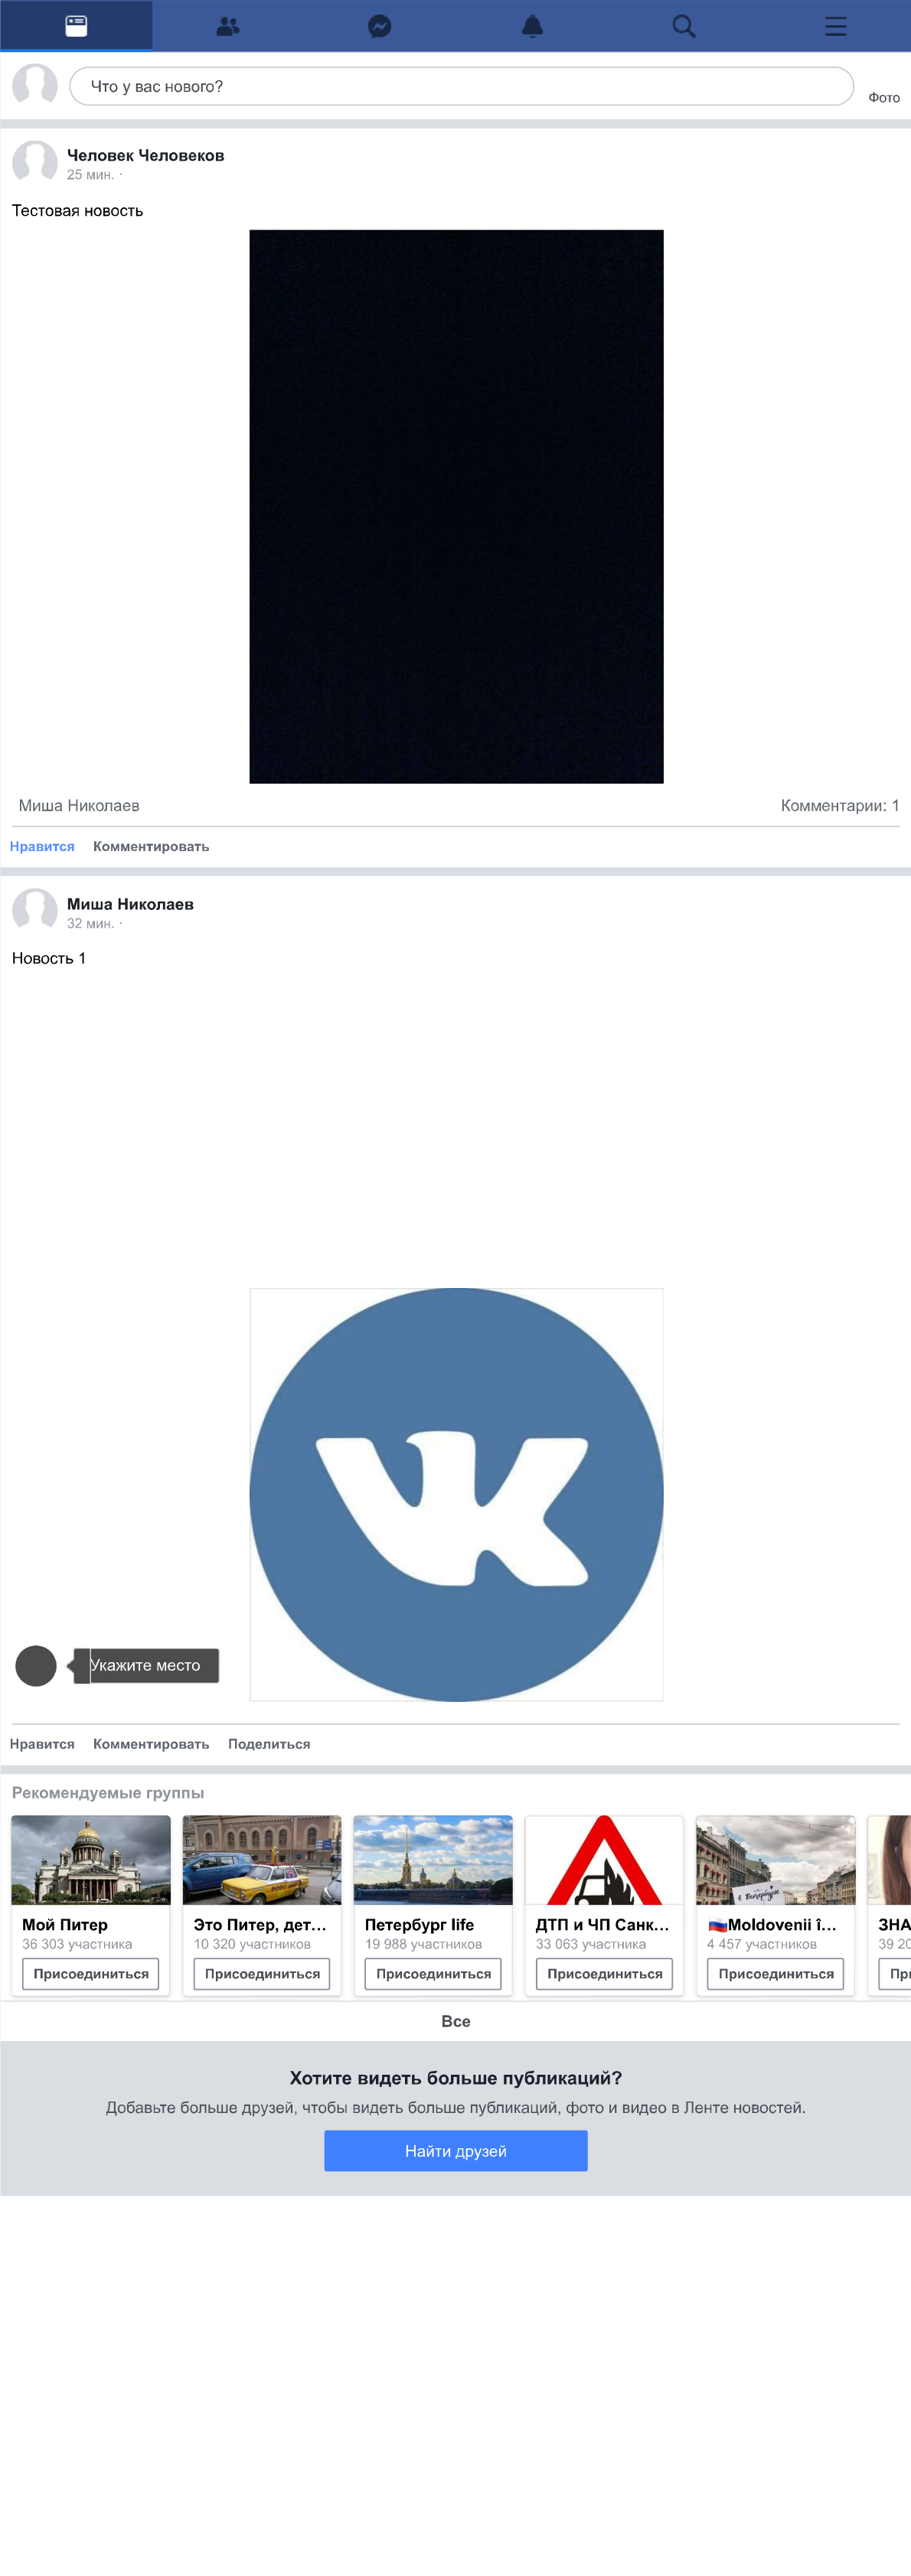 Что у вас нового?
Фото
Человек Человеков
25 мин. ·
Тестовая новость
Миша Николаев
Комментарии: 1
Нравится Комментировать
Миша Николаев
32 мин. ·
Новость 1
Укажите место
Нравится Комментировать Поделиться
Рекомендуемые группы
Мой Питер
36 303 участника
Присоединиться
Это Питер, дет…
10 320 участников
Присоединиться
Петербург life
19 988 участников
Присоединиться
ДТП и ЧП Санк…
33 063 участника
Присоединиться
Moldovenii î…
4 457 участников
Присоединиться
Все
Хотите видеть больше публикаций?
Добавьте больше друзей, чтобы видеть больше публикаций, фото и видео в Ленте новостей.
Найти друзей